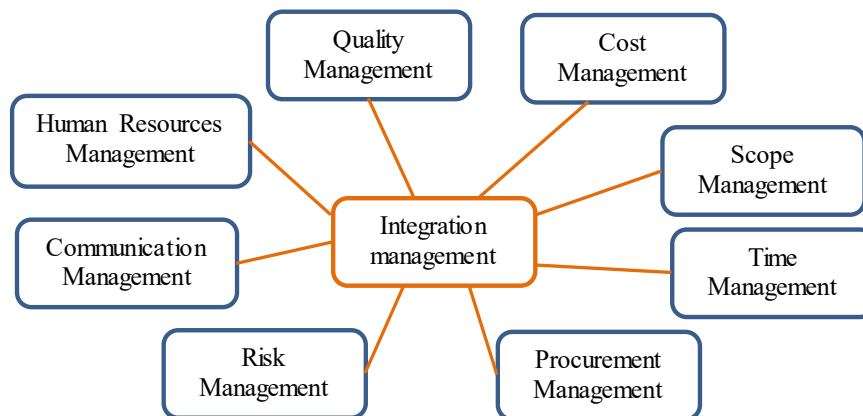 Quality
Management
Cost
Management
Human Resources
Management
Scope
Management
Integration
management
Communication
Management
Time
Management
Risk
Management
Procurement
Management